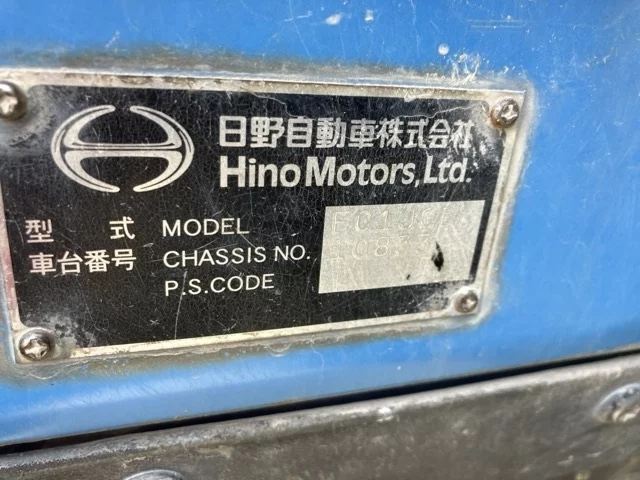 日野自動車株式会社
Hino Motors, Ltd.
型 式 MODEL FC1J
車台番号 CHASSIS NO.
P.S.CODE